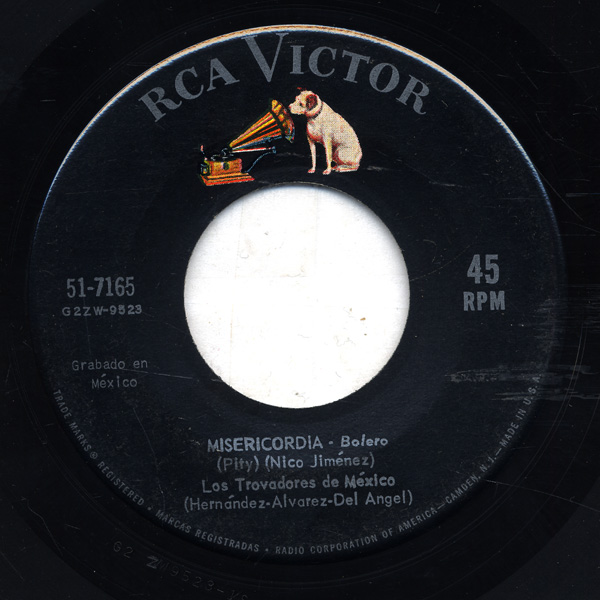 RCA VICTOR
51-7165
G2ZW-9523
45
RPM
Grabado en
México
MISERICORDIA - Bolero
(Pity) (Nico Jiménez)
Los Trovadores de México
(Hernández-Alvarez-Del Angel)
TRADE MARKS ® REGISTERED • MARCAS REGISTRADAS • RADIO CORPORATION OF AMERICA—CAMDEN, N.J.—MADE IN U.S.A.
G2 Z